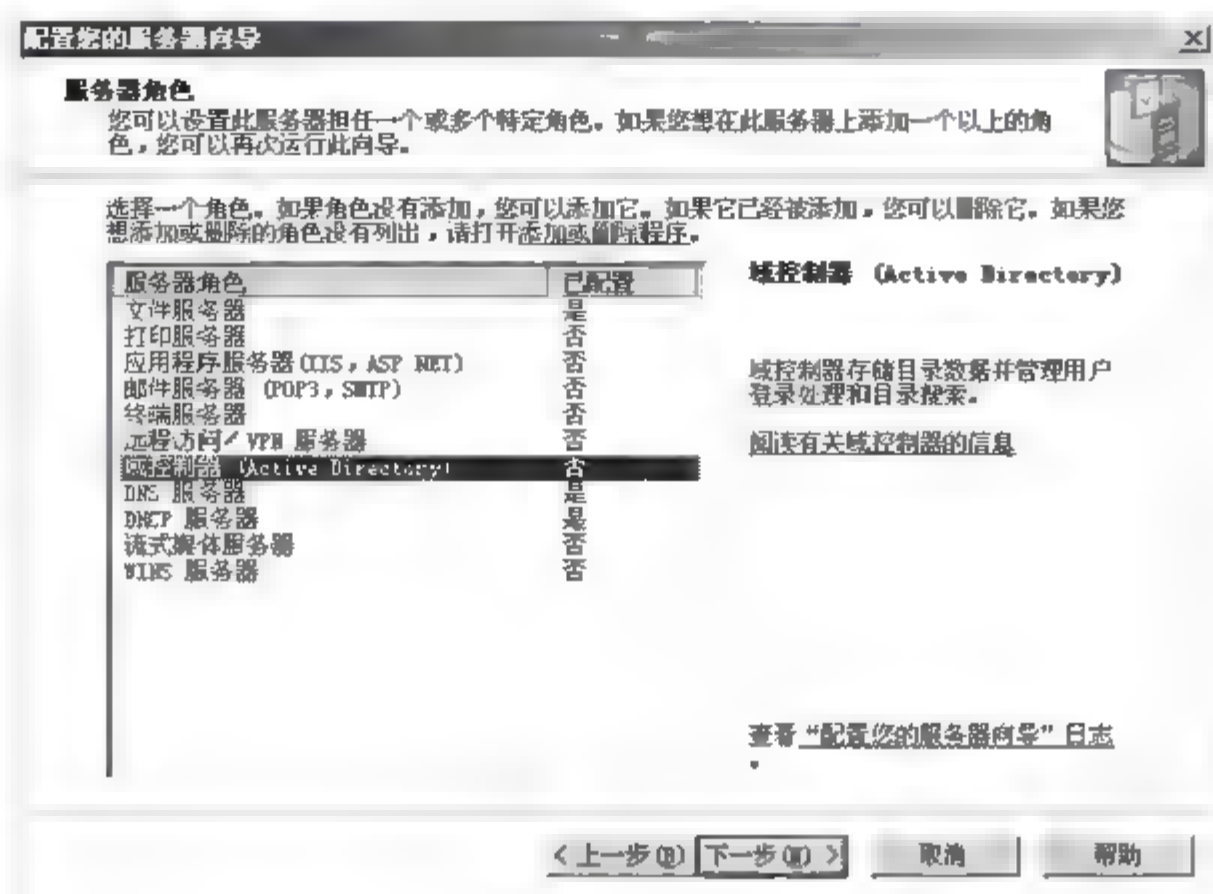 配置您的服务器向导
服务器角色
您可以设置此服务器担任一个或多个特定角色。如果您想在此服务器上添加一个以上的角
色，您可以再次运行此向导。
选择一个角色。如果角色没有添加，您可以添加它。如果它已经被添加，您可以删除它。如果您
想添加或删除的角色没有列出，请打开添加或删除程序。
服务器角色 已配置
文件服务器 是
打印服务器 否
应用程序服务器(IIS，ASP NET) 否
邮件服务器 (POP3，SMTP) 否
终端服务器 否
远程访问/ VPN 服务器 否
域控制器 (Active Directory) 否
DNS 服务器 是
DHCP 服务器 是
流式媒体服务器 否
WINS 服务器 否
域控制器 (Active Directory)
域控制器存储目录数据并管理用户
登录处理和目录搜索。
阅读有关域控制器的信息
查看 “配置您的服务器向导” 日志
。
< 上一步(B) 下一步(N) > 取消 帮助